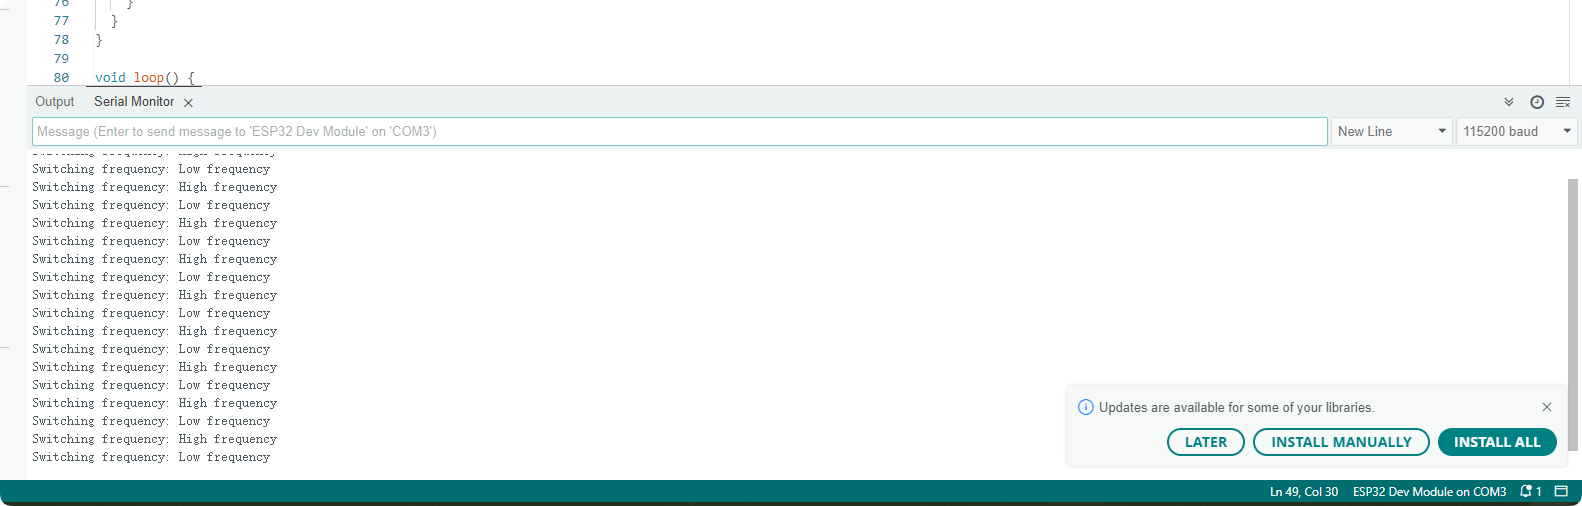 76 }
77 }
78 }
79
80 void loop() {
Output Serial Monitor
Message (Enter to send message to 'ESP32 Dev Module' on 'COM3') New Line 115200 baud
Switching frequency: High frequency
Switching frequency: Low frequency
Switching frequency: High frequency
Switching frequency: Low frequency
Switching frequency: High frequency
Switching frequency: Low frequency
Switching frequency: High frequency
Switching frequency: Low frequency
Switching frequency: High frequency
Switching frequency: Low frequency
Switching frequency: High frequency
Switching frequency: Low frequency
Switching frequency: High frequency
Switching frequency: Low frequency
Switching frequency: High frequency
Switching frequency: Low frequency
Switching frequency: High frequency
Switching frequency: Low frequency
Updates are available for some of your libraries.
LATER INSTALL MANUALLY INSTALL ALL
Ln 49, Col 30 ESP32 Dev Module on COM3 1